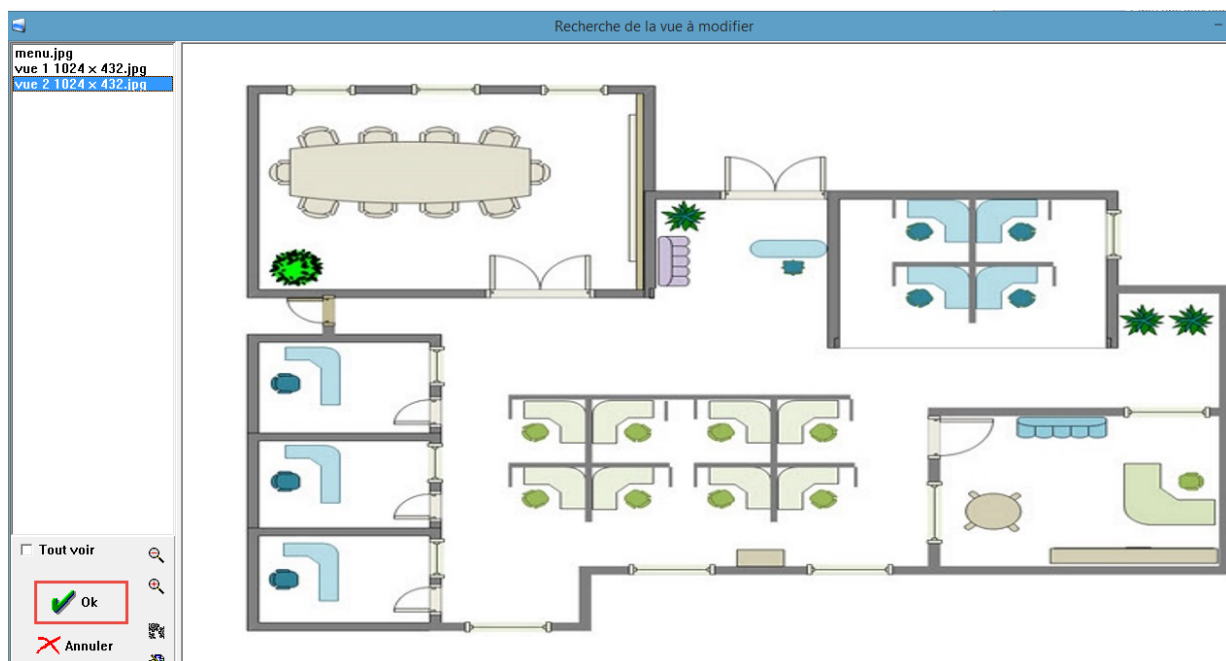 Recherche de la vue à modifier
menu.jpg
vue 1 1024 x 432.jpg
vue 2 1024 x 432.jpg
Tout voir
Ok
Annuler